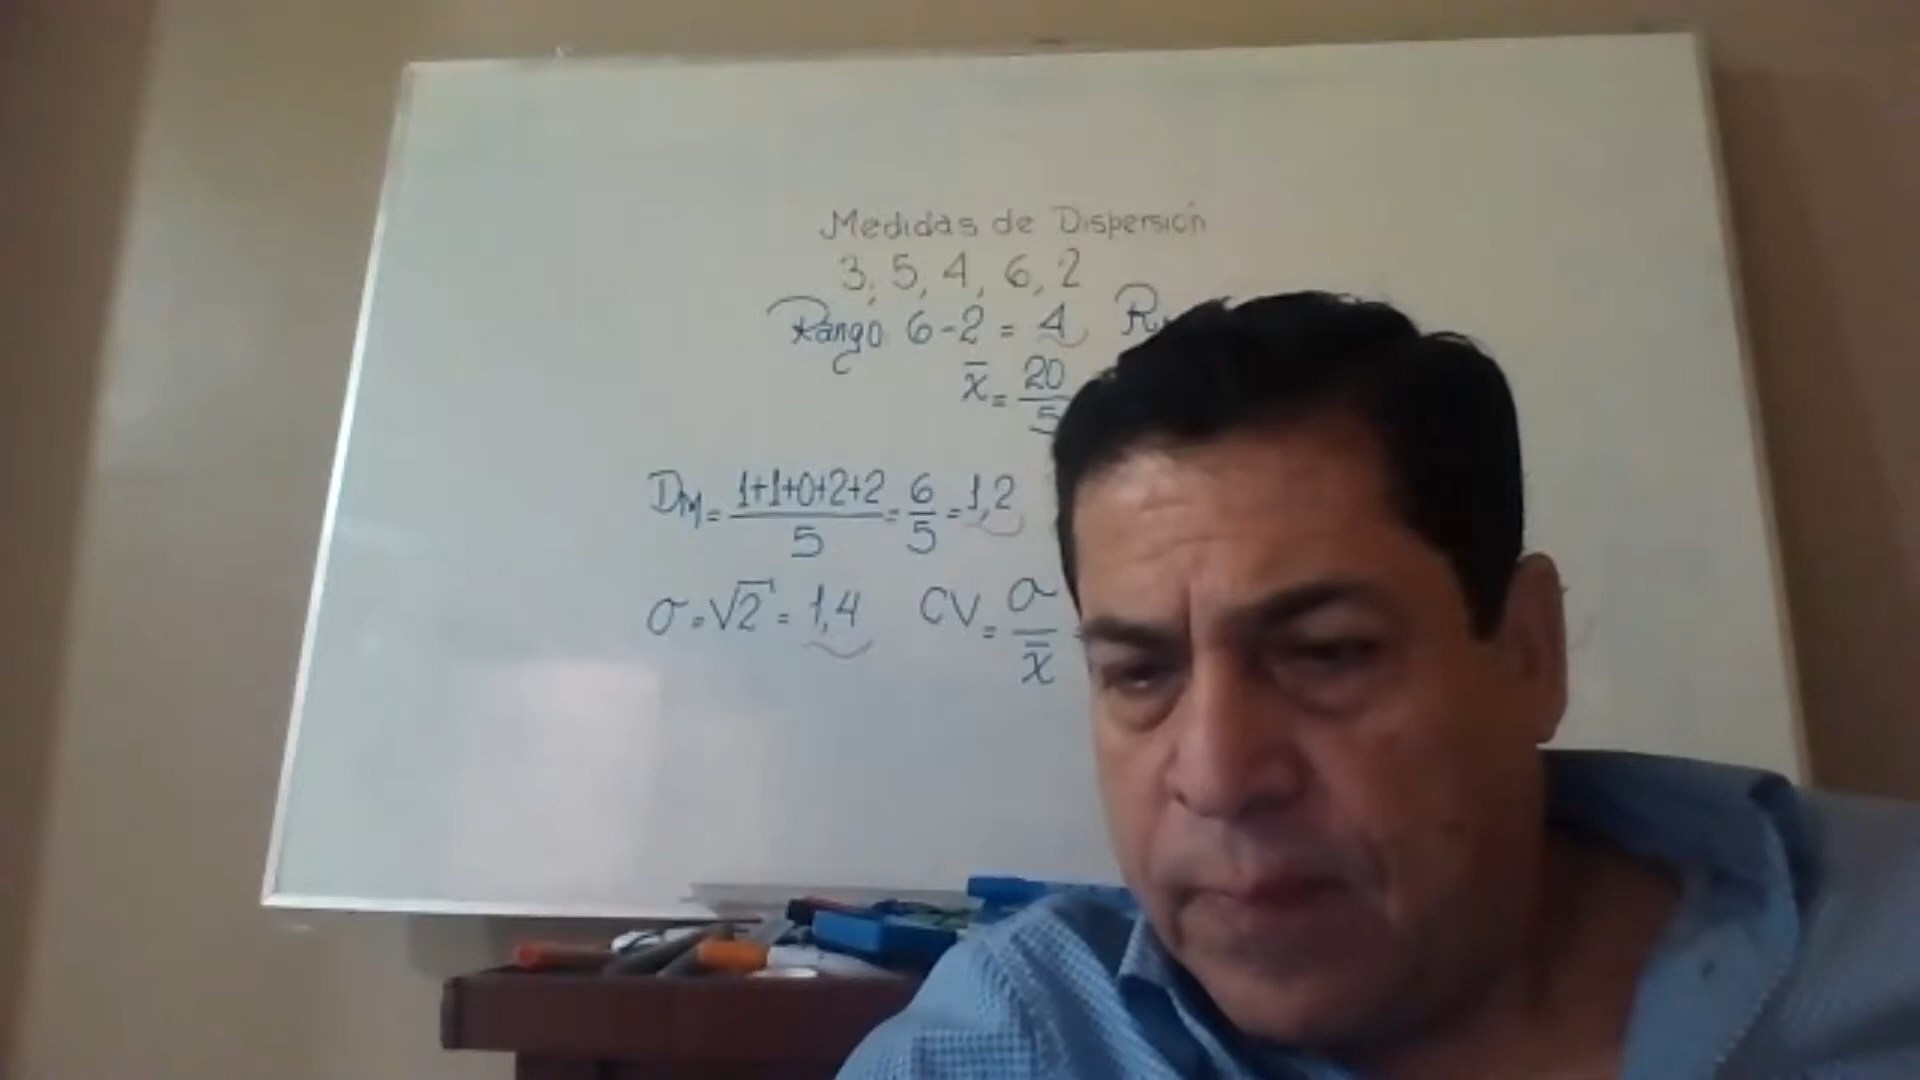 Medidas de Dispersión
3, 5, 4, 6, 2
Rango 6-2 = 4 R
x̄ = 20/5
DM = 1+1+0+2+2/5 = 6/5 = 1,2
σ = √2 = 1,4 CV = σ/x̄ =